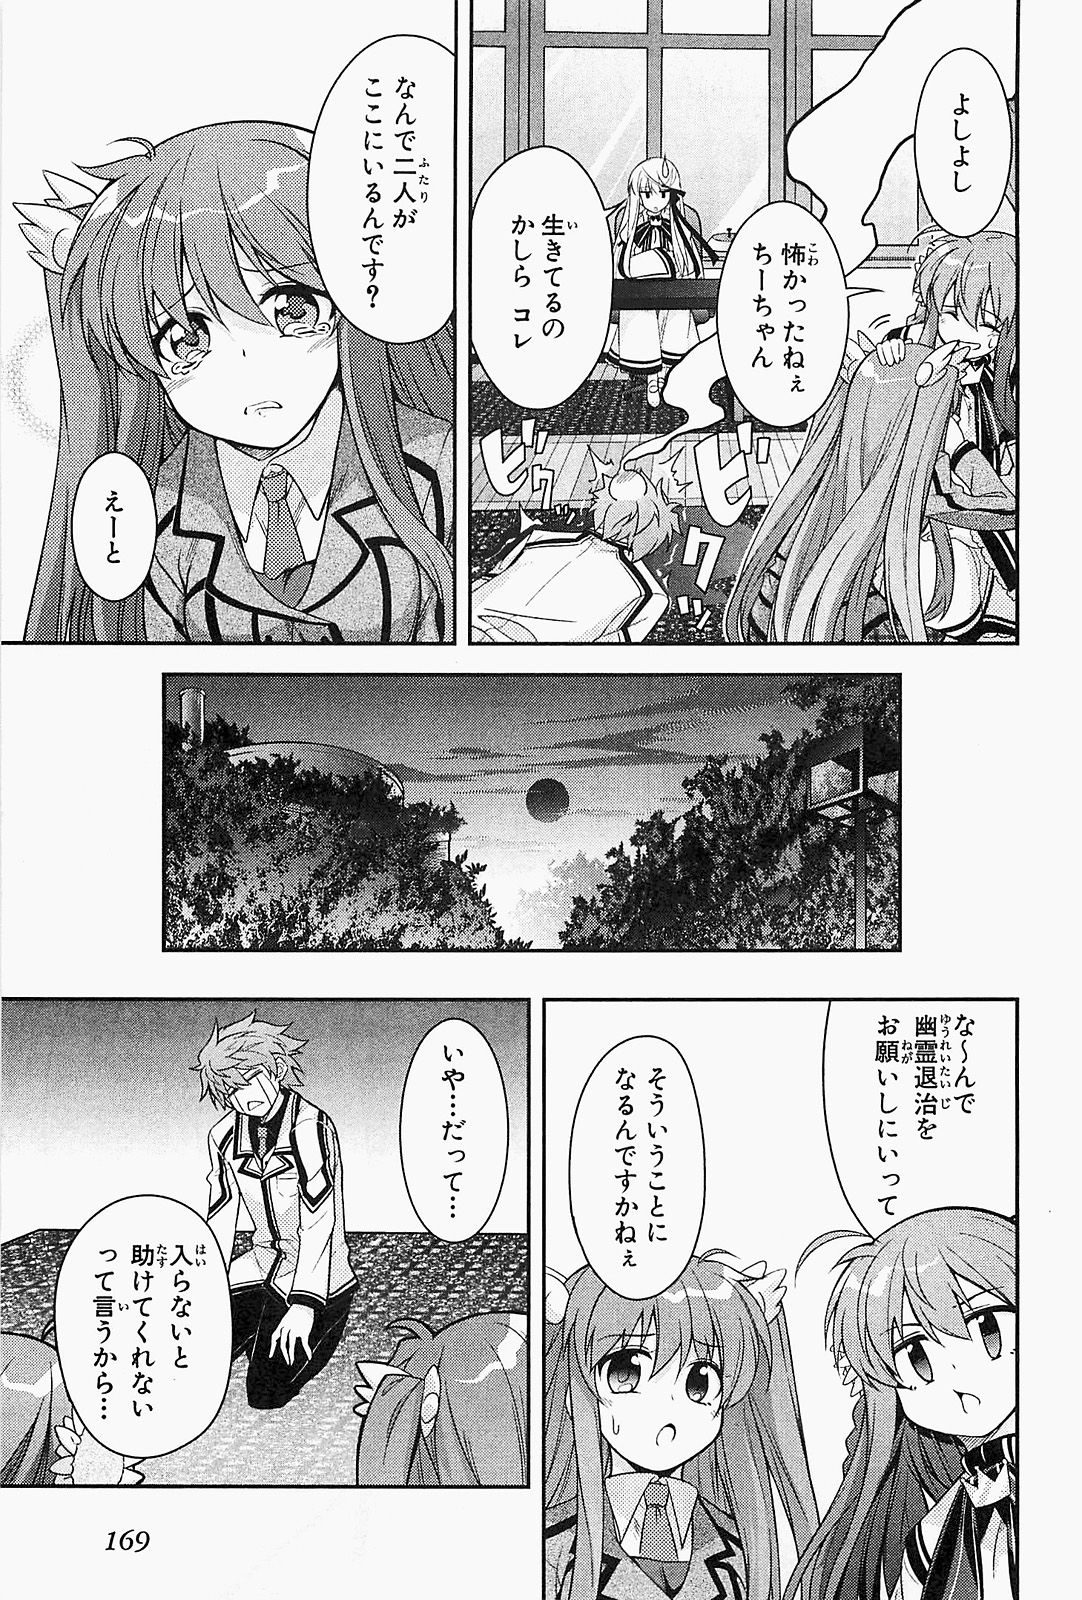 よしよし
怖かったねぇ
ちーちゃん
生きてるの
かしら コレ
ビクッ
ビクッ
なんで二人が
ここにいるんです？
えーと
な〜んで
幽霊退治を
お願いしにいって
そういうことに
なるんですかねぇ
いや…だって…
入らないと
助けてくれない
って言うから…
169